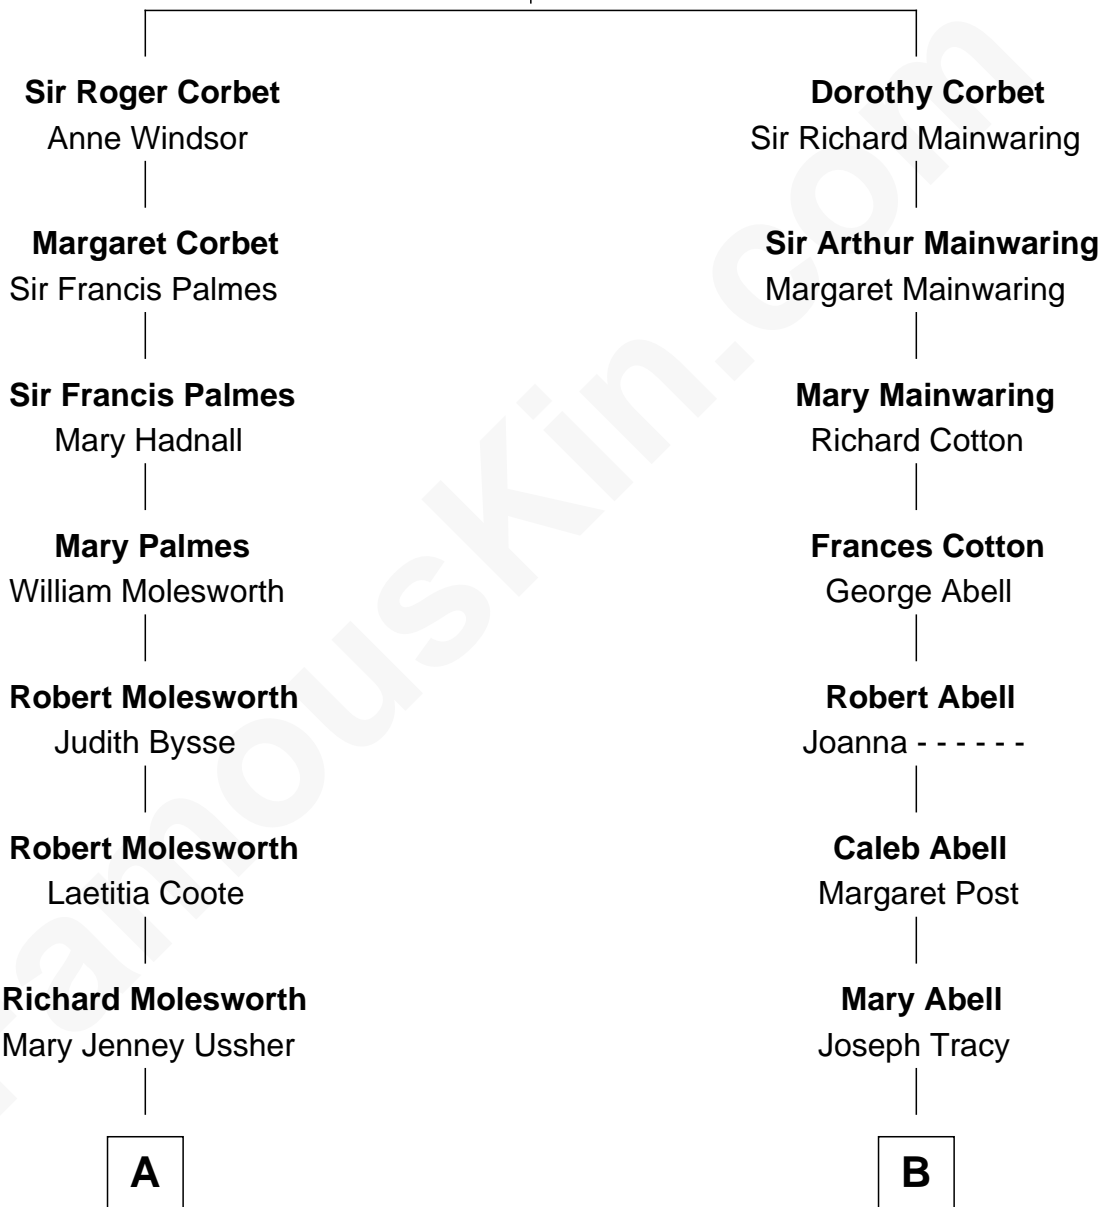 Sir Roger Corbet
Anne Windsor
Margaret Corbet
Sir Francis Palmes
Sir Francis Palmes
Mary Hadnall
Mary Palmes
William Molesworth
Robert Molesworth
Judith Bysse
Robert Molesworth
Laetitia Coote
Richard Molesworth
Mary Jenney Ussher
A
Dorothy Corbet
Sir Richard Mainwaring
Sir Arthur Mainwaring
Margaret Mainwaring
Mary Mainwaring
Richard Cotton
Frances Cotton
George Abell
Robert Abell
Joanna - - - - - -
Caleb Abell
Margaret Post
Mary Abell
Joseph Tracy
B
FamousKin.com